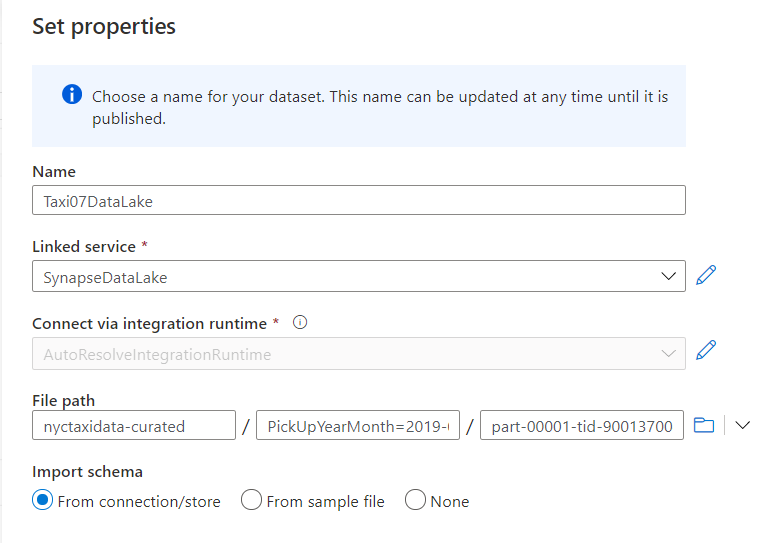 Set properties
Choose a name for your dataset. This name can be updated at any time until it is
published.
Name
Taxi07DataLake
Linked service *
SynapseDataLake
Connect via integration runtime *
AutoResolveIntegrationRuntime
File path
nyctaxidata-curated / PickUpYearMonth=2019- / part-00001-tid-90013700
Import schema
From connection/store From sample file None